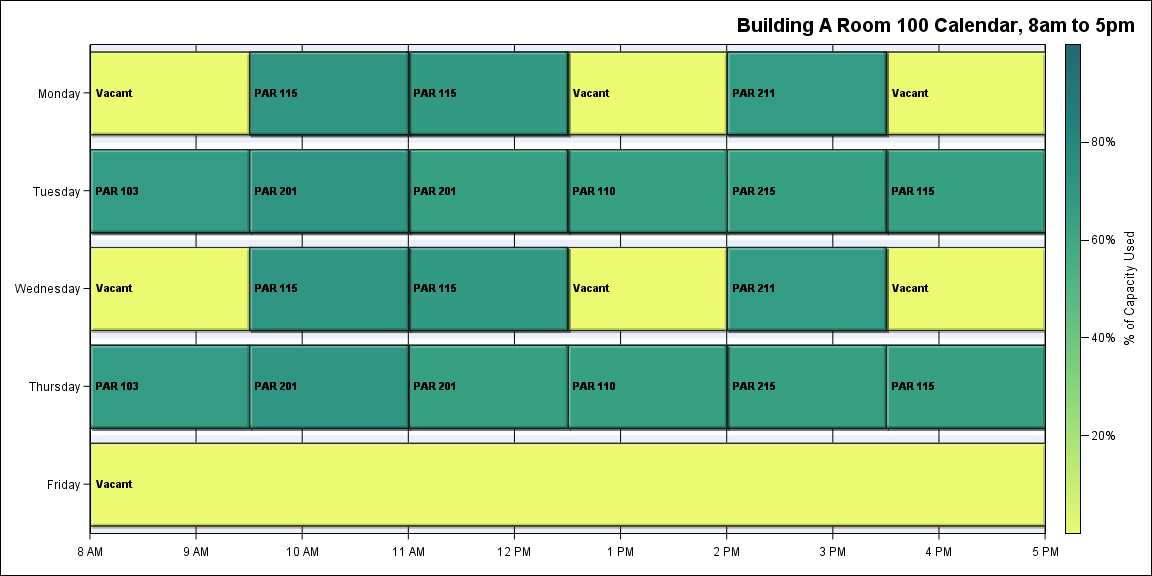 Building A Room 100 Calendar, 8am to 5pm
Monday
Vacant
PAR 115
PAR 115
Vacant
PAR 211
Vacant
Tuesday
PAR 103
PAR 201
PAR 201
PAR 110
PAR 215
PAR 115
Wednesday
Vacant
PAR 115
PAR 115
Vacant
PAR 211
Vacant
Thursday
PAR 103
PAR 201
PAR 201
PAR 110
PAR 215
PAR 115
Friday
Vacant
8 AM
9 AM
10 AM
11 AM
12 PM
1 PM
2 PM
3 PM
4 PM
5 PM
80%
60%
40%
20%
% of Capacity Used